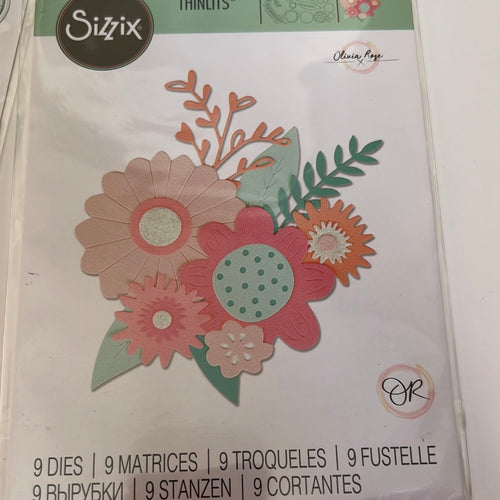 THINLITS®
Sizzix
Olivia Rose
OR
9 DIES | 9 MATRICES | 9 TROQUELES | 9 FUSTELLE
9 ВЫРУБКИ | 9 STANZEN | 9 CORTANTES